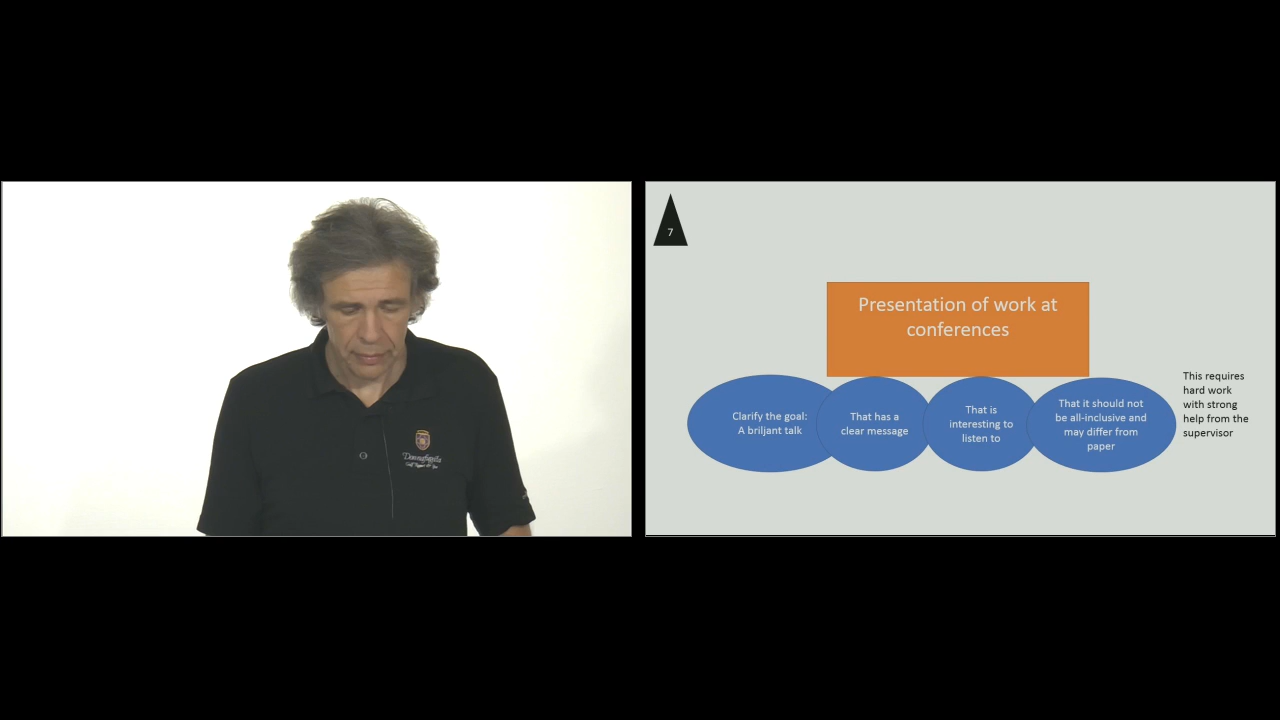 7
Presentation of work at
conferences
Clarify the goal:
A briljant talk
That has a
clear message
That is
interesting to
listen to
That it should not
be all-inclusive and
may differ from
paper
This requires
hard work
with strong
help from the
supervisor
Donnafugata